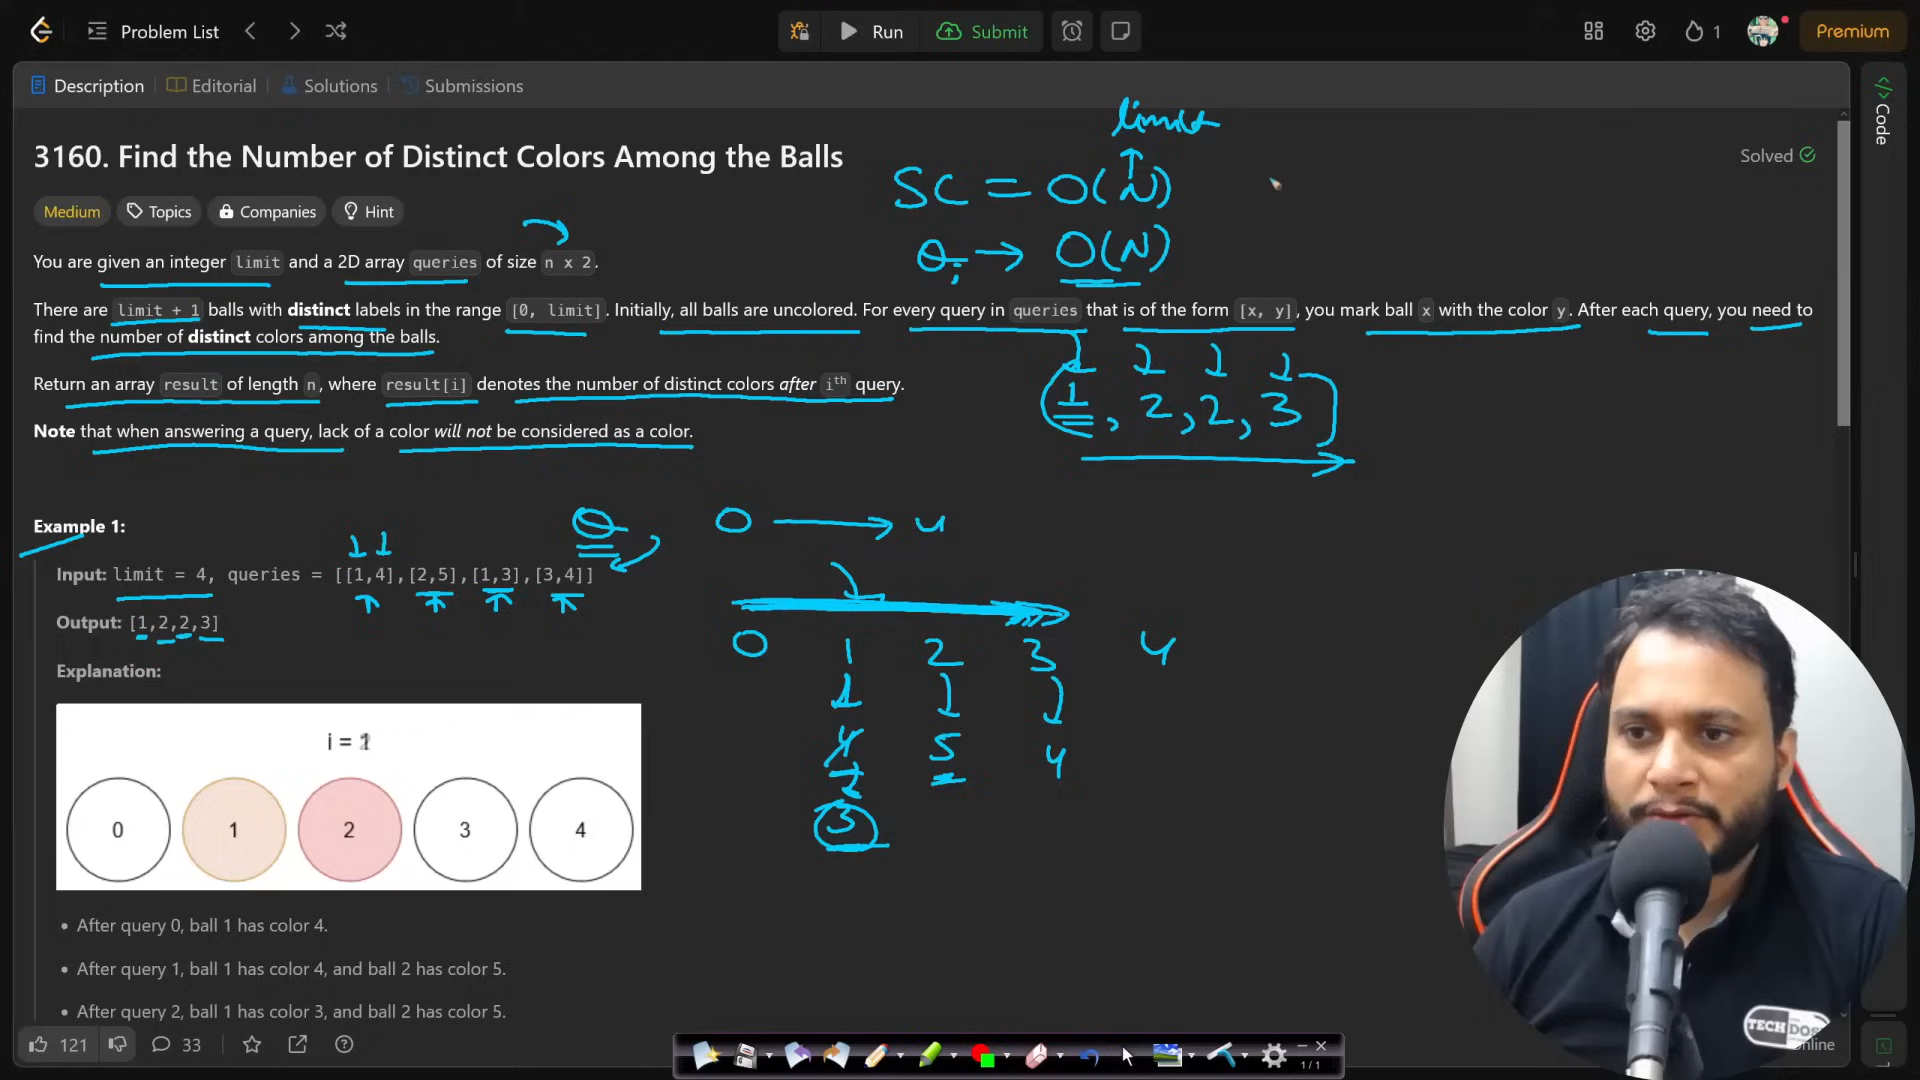 Problem List
Run
Submit
1
Premium
Description
Editorial
Solutions
Submissions
Code
3160. Find the Number of Distinct Colors Among the Balls
Solved
Medium
Topics
Companies
Hint
limit
SC = O(N)
Qi → O(N)
You are given an integer limit and a 2D array queries of size n x 2.
There are limit + 1 balls with distinct labels in the range [0, limit]. Initially, all balls are uncolored. For every query in queries that is of the form [x, y], you mark ball x with the color y. After each query, you need to
find the number of distinct colors among the balls.
Return an array result of length n, where result[i] denotes the number of distinct colors after ith query.
Note that when answering a query, lack of a color will not be considered as a color.
1, 2, 2, 3
Example 1:
Q
0 → 4
Input: limit = 4, queries = [[1,4],[2,5],[1,3],[3,4]]
Output: [1,2,2,3]
0 1 2 3 4
4 5 4
3
Explanation:
0
1
2
3
4
After query 0, ball 1 has color 4.
After query 1, ball 1 has color 4, and ball 2 has color 5.
After query 2, ball 1 has color 3, and ball 2 has color 5.
121
33
TECH DOSE
Online
1/1